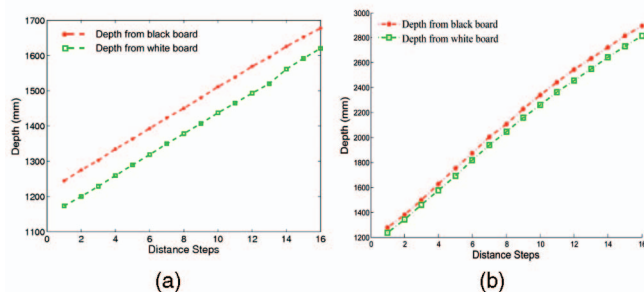 1700
1600
1500
1400
1300
1200
1100
Depth (mm)
Depth from black board
Depth from white board
0 2 4 6 8 10 12 14 16
Distance Steps
(a)
3000
2800
2600
2400
2200
2000
1800
1600
1400
1200
Depth (mm)
Depth from black board
Depth from white board
0 2 4 6 8 10 12 14 16
Distance Steps
(b)